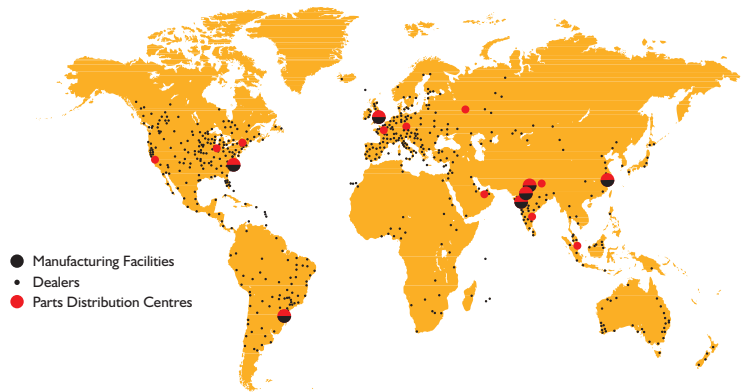 Manufacturing Facilities
Dealers
Parts Distribution Centres